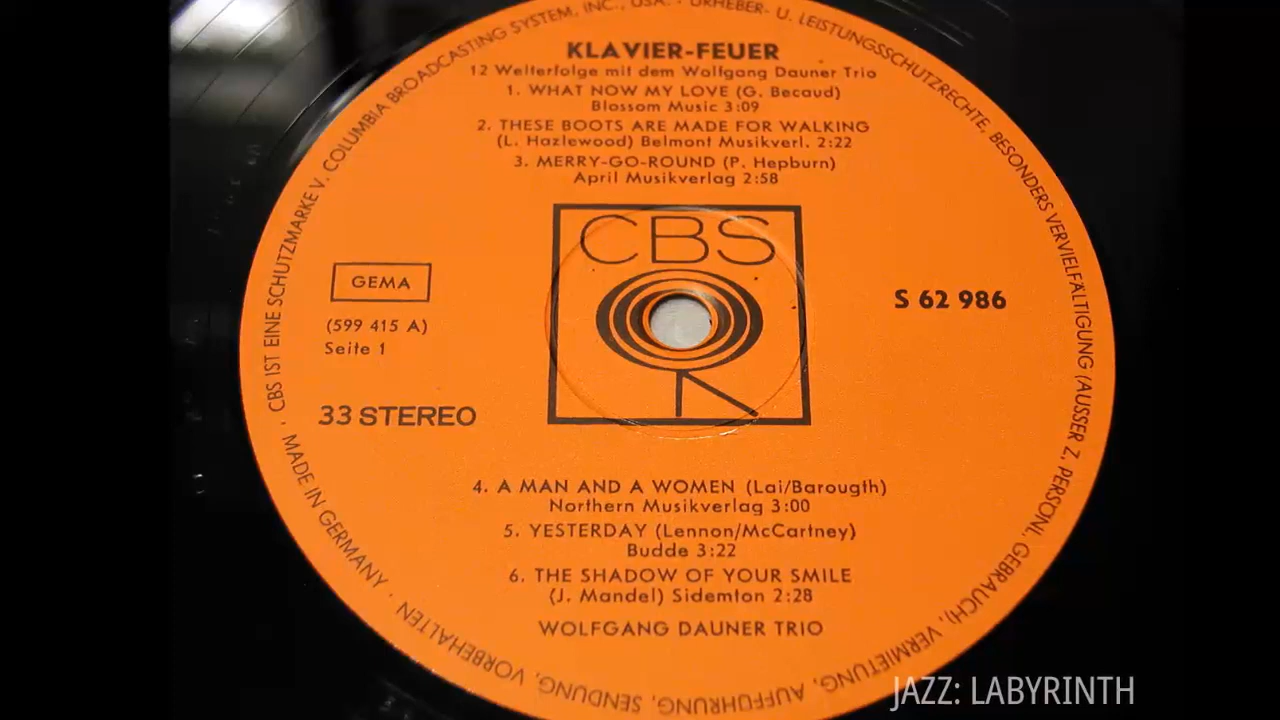 KLAVIER-FEUER
12 Welterfolge mit dem Wolfgang Dauner Trio
1. WHAT NOW MY LOVE (G. Becaud)
Blossom Music 3:09
2. THESE BOOTS ARE MADE FOR WALKING
(L. Hazlewood) Belmont Musikverl. 2:22
3. MERRY-GO-ROUND (P. Hepburn)
April Musikverlag 2:58
CBS
GEMA
(599 415 A)
Seite 1
33 STEREO
S 62 986
4. A MAN AND A WOMEN (Lai/Barougth)
Northern Musikverlag 3:00
5. YESTERDAY (Lennon/McCartney)
Budde 3:22
6. THE SHADOW OF YOUR SMILE
(J. Mandel) Sidemton 2:28
WOLFGANG DAUNER TRIO
MADE IN GERMANY · CBS IST EINE SCHUTZMARKE V. COLUMBIA BROADCASTING SYSTEM, INC., USA. · URHEBER- U. LEISTUNGSSCHUTZRECHTE, BESONDERS VERVIELFÄLTIGUNG (AUSSER Z. PERSÖNL. GEBRAUCH), VERMIETUNG, AUFFÜHRUNG, SENDUNG, VORBEHALTEN ·
JAZZ: LABYRINTH